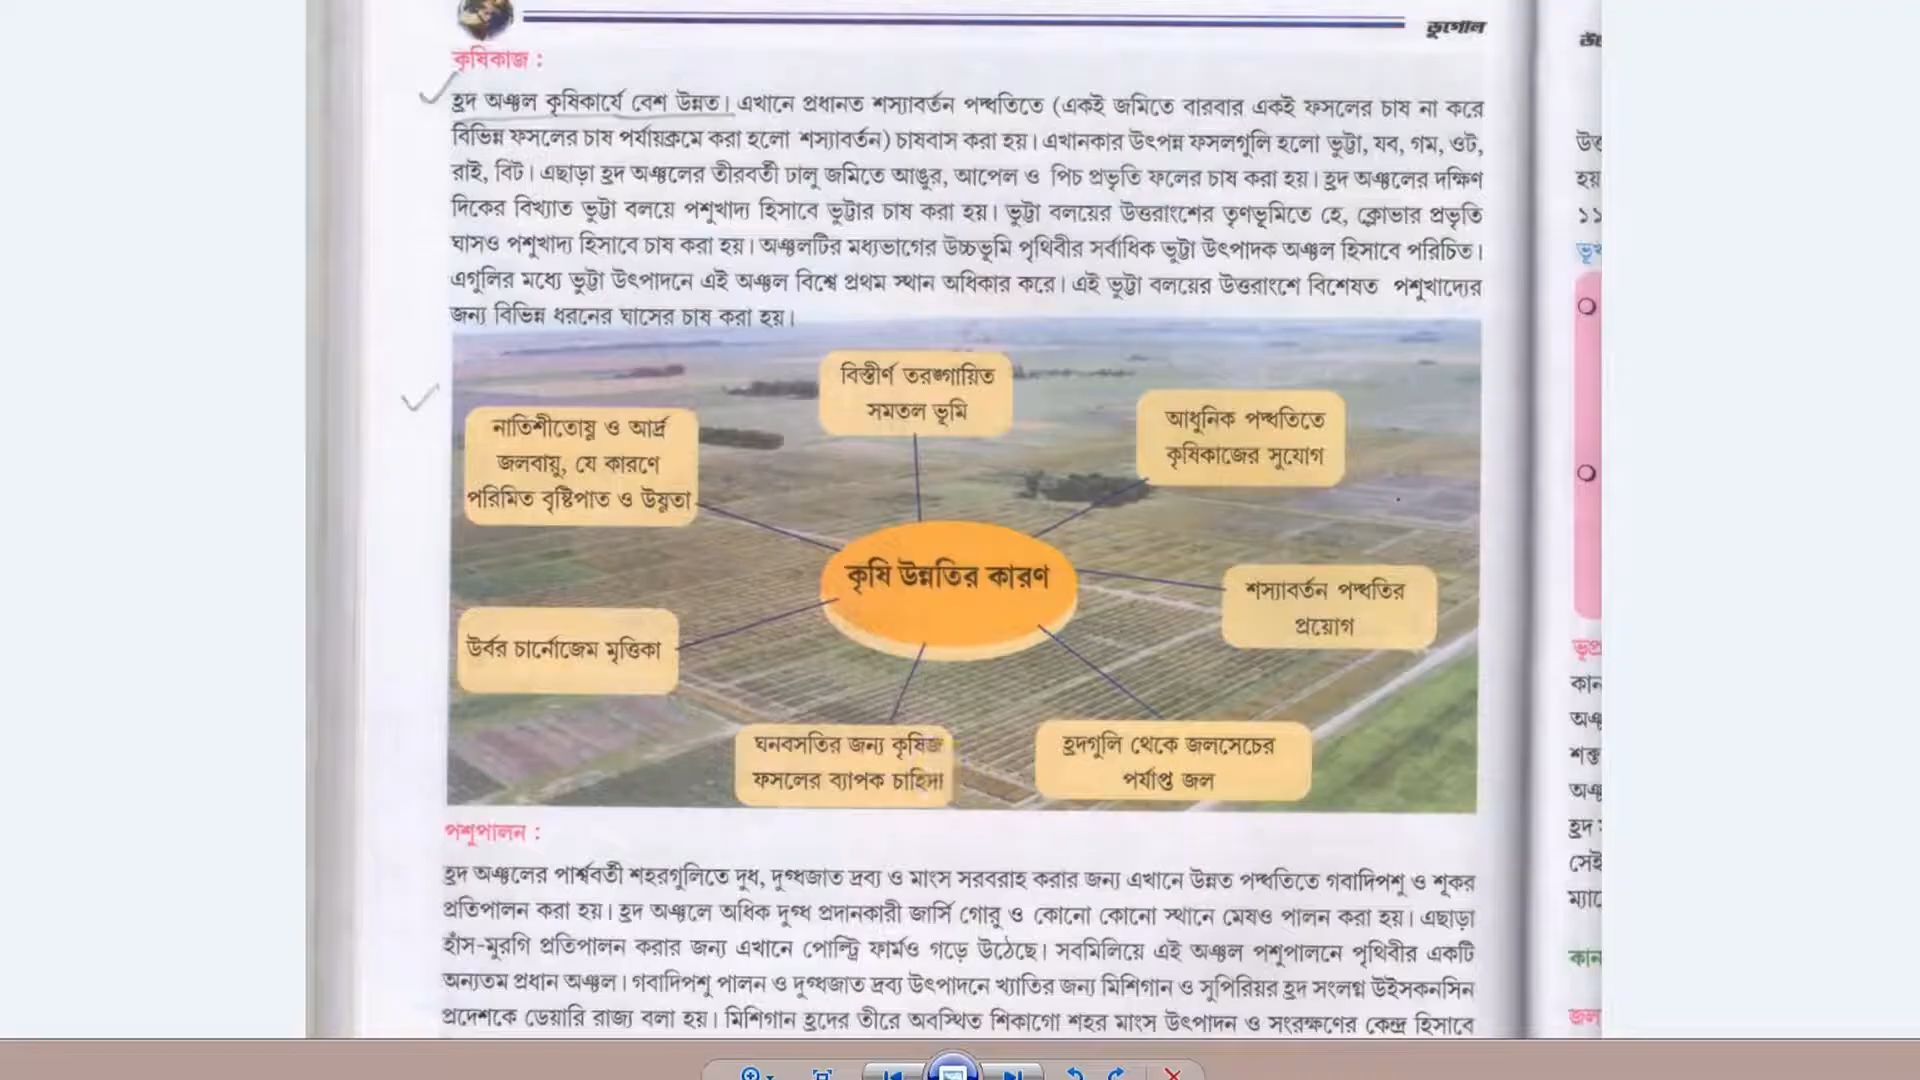 ভূগোল
কৃষিকাজ :
হ্রদ অঞ্চল কৃষিকার্যে বেশ উন্নত। এখানে প্রধানত শস্যাবর্তন পদ্ধতিতে (একই জমিতে বারবার একই ফসলের চাষ না করে
বিভিন্ন ফসলের চাষ পর্যায়ক্রমে করা হলো শস্যাবর্তন) চাষবাস করা হয়। এখানকার উৎপন্ন ফসলগুলি হলো ভুট্টা, যব, গম, ওট,
রাই, বিট। এছাড়া হ্রদ অঞ্চলের তীরবর্তী ঢালু জমিতে আঙুর, আপেল ও পিচ প্রভৃতি ফলের চাষ করা হয়। হ্রদ অঞ্চলের দক্ষিণ
দিকের বিখ্যাত ভুট্টা বলয়ে পশুখাদ্য হিসাবে ভুট্টার চাষ করা হয়। ভুট্টা বলয়ের উত্তরাংশের তৃণভূমিতে হে, ক্লোভার প্রভৃতি
ঘাসও পশুখাদ্য হিসাবে চাষ করা হয়। অঞ্চলটির মধ্যভাগের উচ্চভূমি পৃথিবীর সর্বাধিক ভুট্টা উৎপাদক অঞ্চল হিসাবে পরিচিত।
এগুলির মধ্যে ভুট্টা উৎপাদনে এই অঞ্চল বিশ্বে প্রথম স্থান অধিকার করে। এই ভুট্টা বলয়ের উত্তরাংশে বিশেষত পশুখাদ্যের
জন্য বিভিন্ন ধরনের ঘাসের চাষ করা হয়।
বিস্তীর্ণ তরঙ্গায়িত
সমতল ভূমি
নাতিশীতোষ্ণ ও আর্দ্র
জলবায়ু, যে কারণে
পরিমিত বৃষ্টিপাত ও উষ্ণতা
আধুনিক পদ্ধতিতে
কৃষিকাজের সুযোগ
কৃষি উন্নতির কারণ
শস্যাবর্তন পদ্ধতির
প্রয়োগ
উর্বর চার্নোজেম মৃত্তিকা
ঘনবসতির জন্য কৃষিজ
ফসলের ব্যাপক চাহিদা
হ্রদগুলি থেকে জলসেচের
পর্যাপ্ত জল
পশুপালন :
হ্রদ অঞ্চলের পার্শ্ববর্তী শহরগুলিতে দুধ, দুগ্ধজাত দ্রব্য ও মাংস সরবরাহ করার জন্য এখানে উন্নত পদ্ধতিতে গবাদিপশু ও শূকর
প্রতিপালন করা হয়। হ্রদ অঞ্চলে অধিক দুগ্ধ প্রদানকারী জার্সি গোরু ও কোনো কোনো স্থানে মেষও পালন করা হয়। এছাড়া
হাঁস-মুরগি প্রতিপালন করার জন্য এখানে পোল্ট্রি ফার্মও গড়ে উঠেছে। সবমিলিয়ে এই অঞ্চল পশুপালনে পৃথিবীর একটি
অন্যতম প্রধান অঞ্চল। গবাদিপশু পালন ও দুগ্ধজাত দ্রব্য উৎপাদনে খ্যাতির জন্য মিশিগান ও সুপিরিয়র হ্রদ সংলগ্ন উইসকনসিন
প্রদেশকে ডেয়ারি রাজ্য বলা হয়। মিশিগান হ্রদের তীরে অবস্থিত শিকাগো শহর মাংস উৎপাদন ও সংরক্ষণের কেন্দ্র হিসাবে
হয়
১১
হ্রদ
সেই